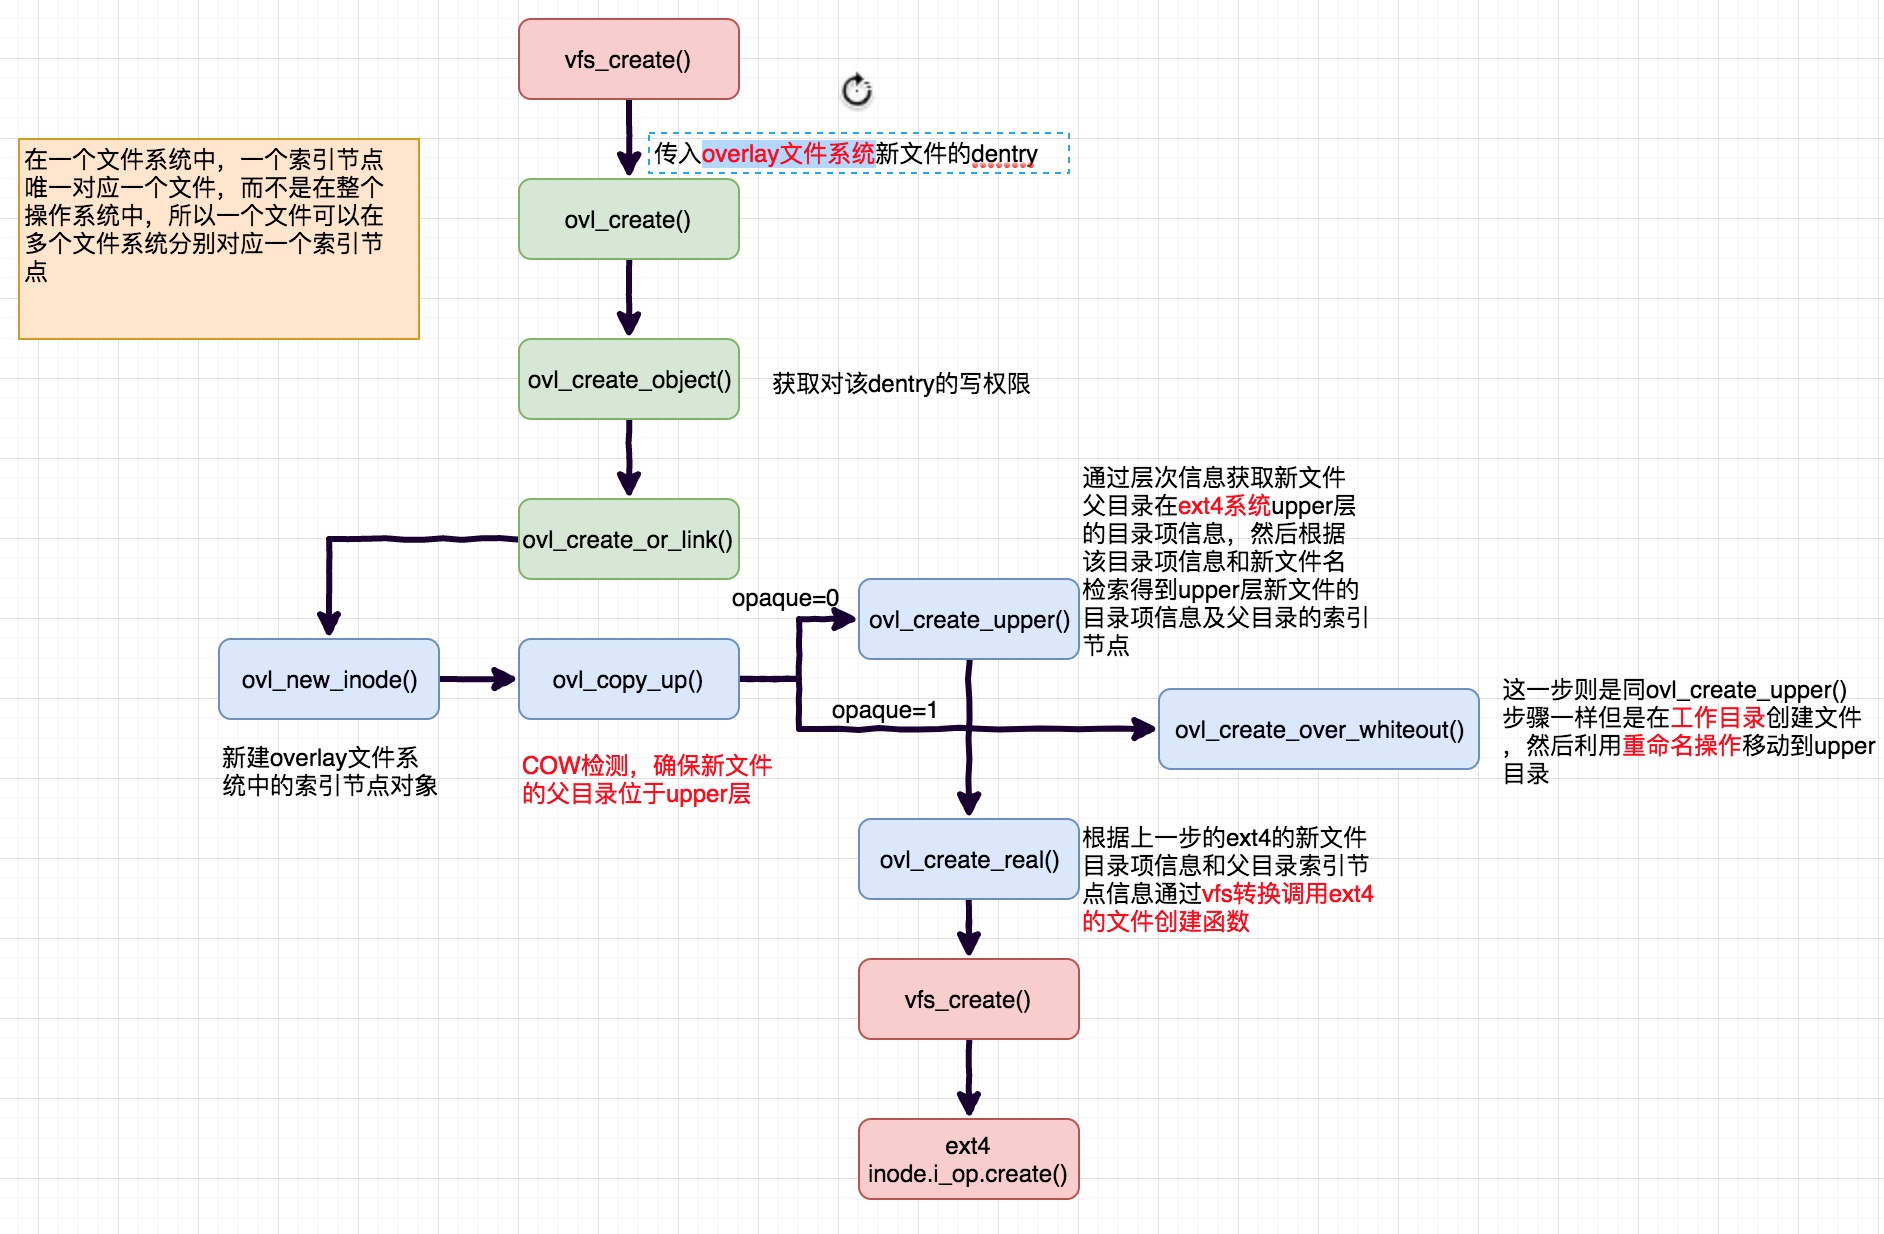 vfs_create()
传入overlay文件系统新文件的dentry
在一个文件系统中，一个索引节点
唯一对应一个文件，而不是在整个
操作系统中，所以一个文件可以在
多个文件系统分别对应一个索引节
点
ovl_create()
ovl_create_object()
获取对该dentry的写权限
ovl_create_or_link()
通过层次信息获取新文件
父目录在ext4系统upper层
的目录项信息，然后根据
该目录项信息和新文件名
检索得到upper层新文件的
目录项信息及父目录的索引
节点
opaque=0
ovl_create_upper()
ovl_new_inode()
ovl_copy_up()
opaque=1
ovl_create_over_whiteout()
这一步则是同ovl_create_upper()
步骤一样但是在工作目录创建文件
，然后利用重命名操作移动到upper
目录
新建overlay文件系
统中的索引节点对象
COW检测，确保新文件
的父目录位于upper层
ovl_create_real()
根据上一步的ext4的新文件
目录项信息和父目录索引节
点信息通过vfs转换调用ext4
的文件创建函数
vfs_create()
ext4
inode.i_op.create()